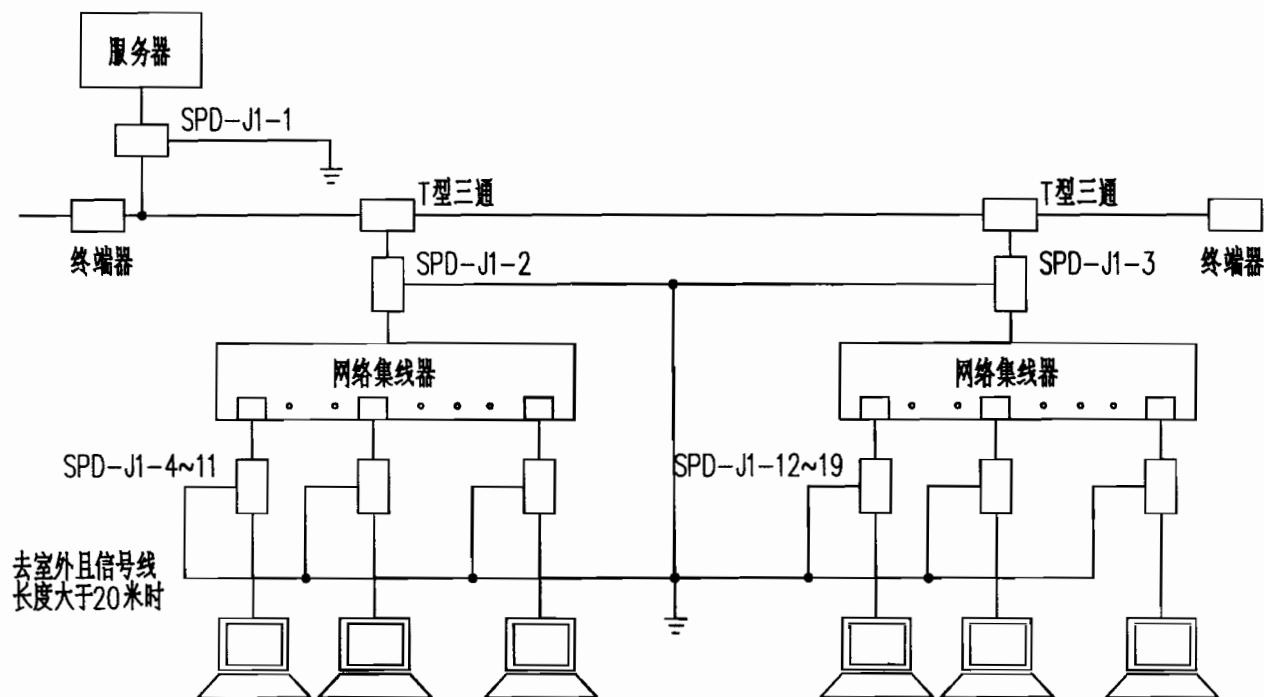 服务器
SPD-J1-1
T型三通
T型三通
终端器
SPD-J1-2
SPD-J1-3
终端器
网络集线器
网络集线器
SPD-J1-4~11
SPD-J1-12~19
去室外且信号线
长度大于20米时